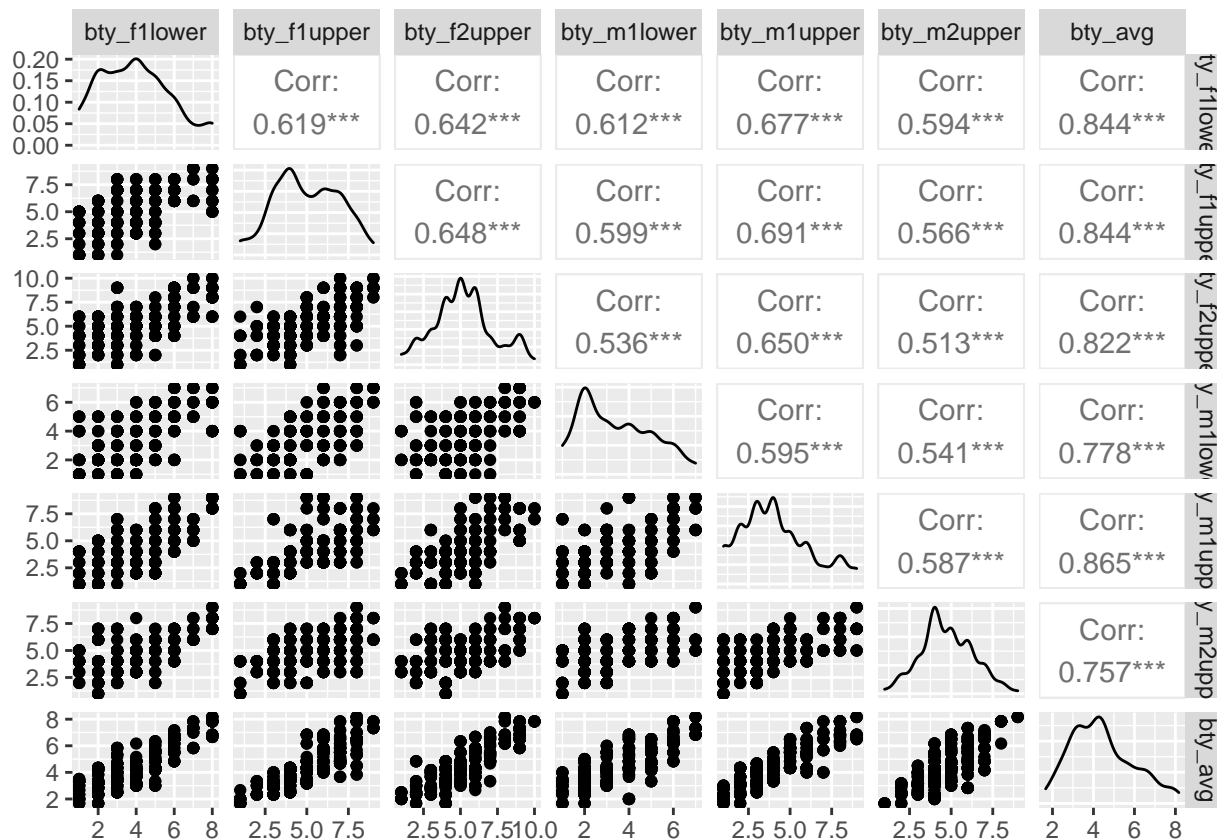 bty_f1lower bty_f1upper bty_f2upper bty_m1lower bty_m1upper bty_m2upper bty_avg
0.20
0.15
0.10
0.05
0.00
Corr:
0.619***
Corr:
0.642***
Corr:
0.612***
Corr:
0.677***
Corr:
0.594***
Corr:
0.844***
ty_f1lowe
7.5
5.0
2.5
Corr:
0.648***
Corr:
0.599***
Corr:
0.691***
Corr:
0.566***
Corr:
0.844***
ty_f1uppe
10.0
7.5
5.0
2.5
Corr:
0.536***
Corr:
0.650***
Corr:
0.513***
Corr:
0.822***
ty_f2uppe
6
4
2
Corr:
0.595***
Corr:
0.541***
Corr:
0.778***
y_m1lowe
7.5
5.0
2.5
Corr:
0.587***
Corr:
0.865***
y_m1upp
7.5
5.0
2.5
Corr:
0.757***
y_m2upp
8
6
4
2
bty_avg
2 4 6 8 2.5 5.0 7.5 2.5 5.0 7.5 10.0 2 4 6 2.5 5.0 7.5 2.5 5.0 7.5 2 4 6 8